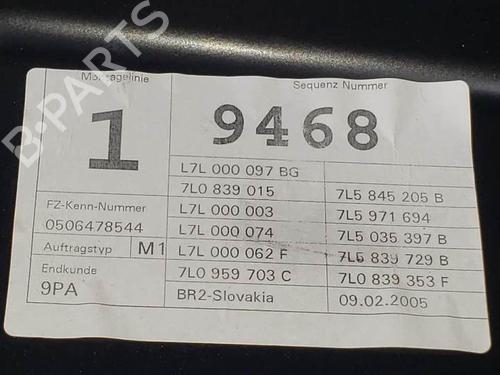 B-PARTS
Montagelinie
Sequenz Nummer
1
9468
L7L 000 097 BG
7L0 839 015
7L5 845 205 B
FZ-Kenn-Nummer
L7L 000 003
7L5 971 694
0506478544
L7L 000 074
7L5 035 397 B
Auftragstyp M1
L7L 000 062 F
7L5 839 729 B
Endkunde
7L0 959 703 C
7L0 839 353 F
9PA
BR2-Slovakia
09.02.2005